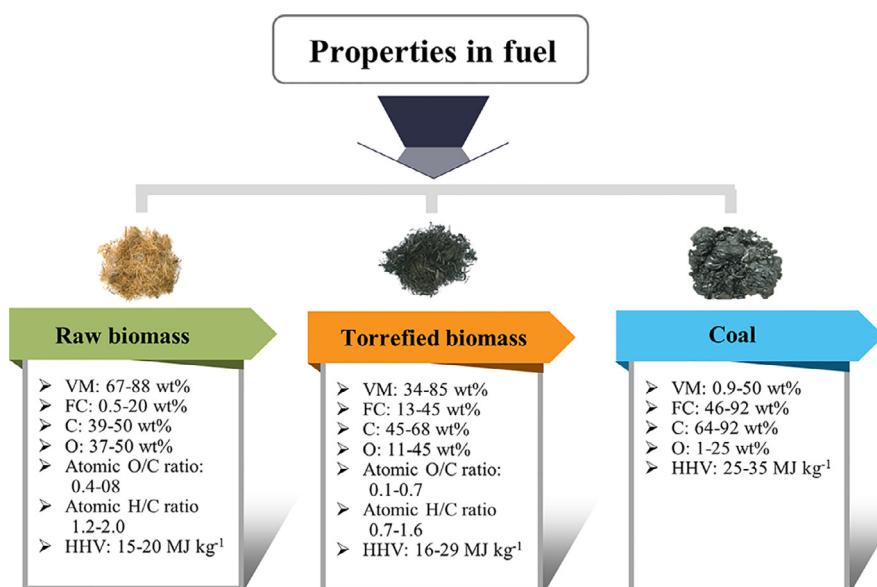 Properties in fuel
Raw biomass
➢ VM: 67-88 wt%
➢ FC: 0.5-20 wt%
➢ C: 39-50 wt%
➢ O: 37-50 wt%
➢ Atomic O/C ratio:
0.4-08
➢ Atomic H/C ratio
1.2-2.0
➢ HHV: 15-20 MJ kg⁻¹
Torrefied biomass
➢ VM: 34-85 wt%
➢ FC: 13-45 wt%
➢ C: 45-68 wt%
➢ O: 11-45 wt%
➢ Atomic O/C ratio:
0.1-0.7
➢ Atomic H/C ratio
0.7-1.6
➢ HHV: 16-29 MJ kg⁻¹
Coal
➢ VM: 0.9-50 wt%
➢ FC: 46-92 wt%
➢ C: 64-92 wt%
➢ O: 1-25 wt%
➢ HHV: 25-35 MJ kg⁻¹